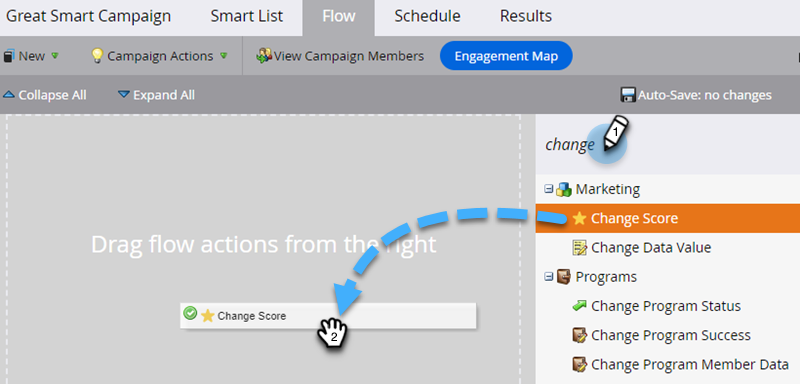 Great Smart Campaign Smart List Flow Schedule Results
New Campaign Actions View Campaign Members Engagement Map
Collapse All Expand All Auto-Save: no changes
change 1
Marketing
Change Score
Drag flow actions from the right
Change Data Value
Programs
Change Program Status
Change Score
2
Change Program Success
Change Program Member Data